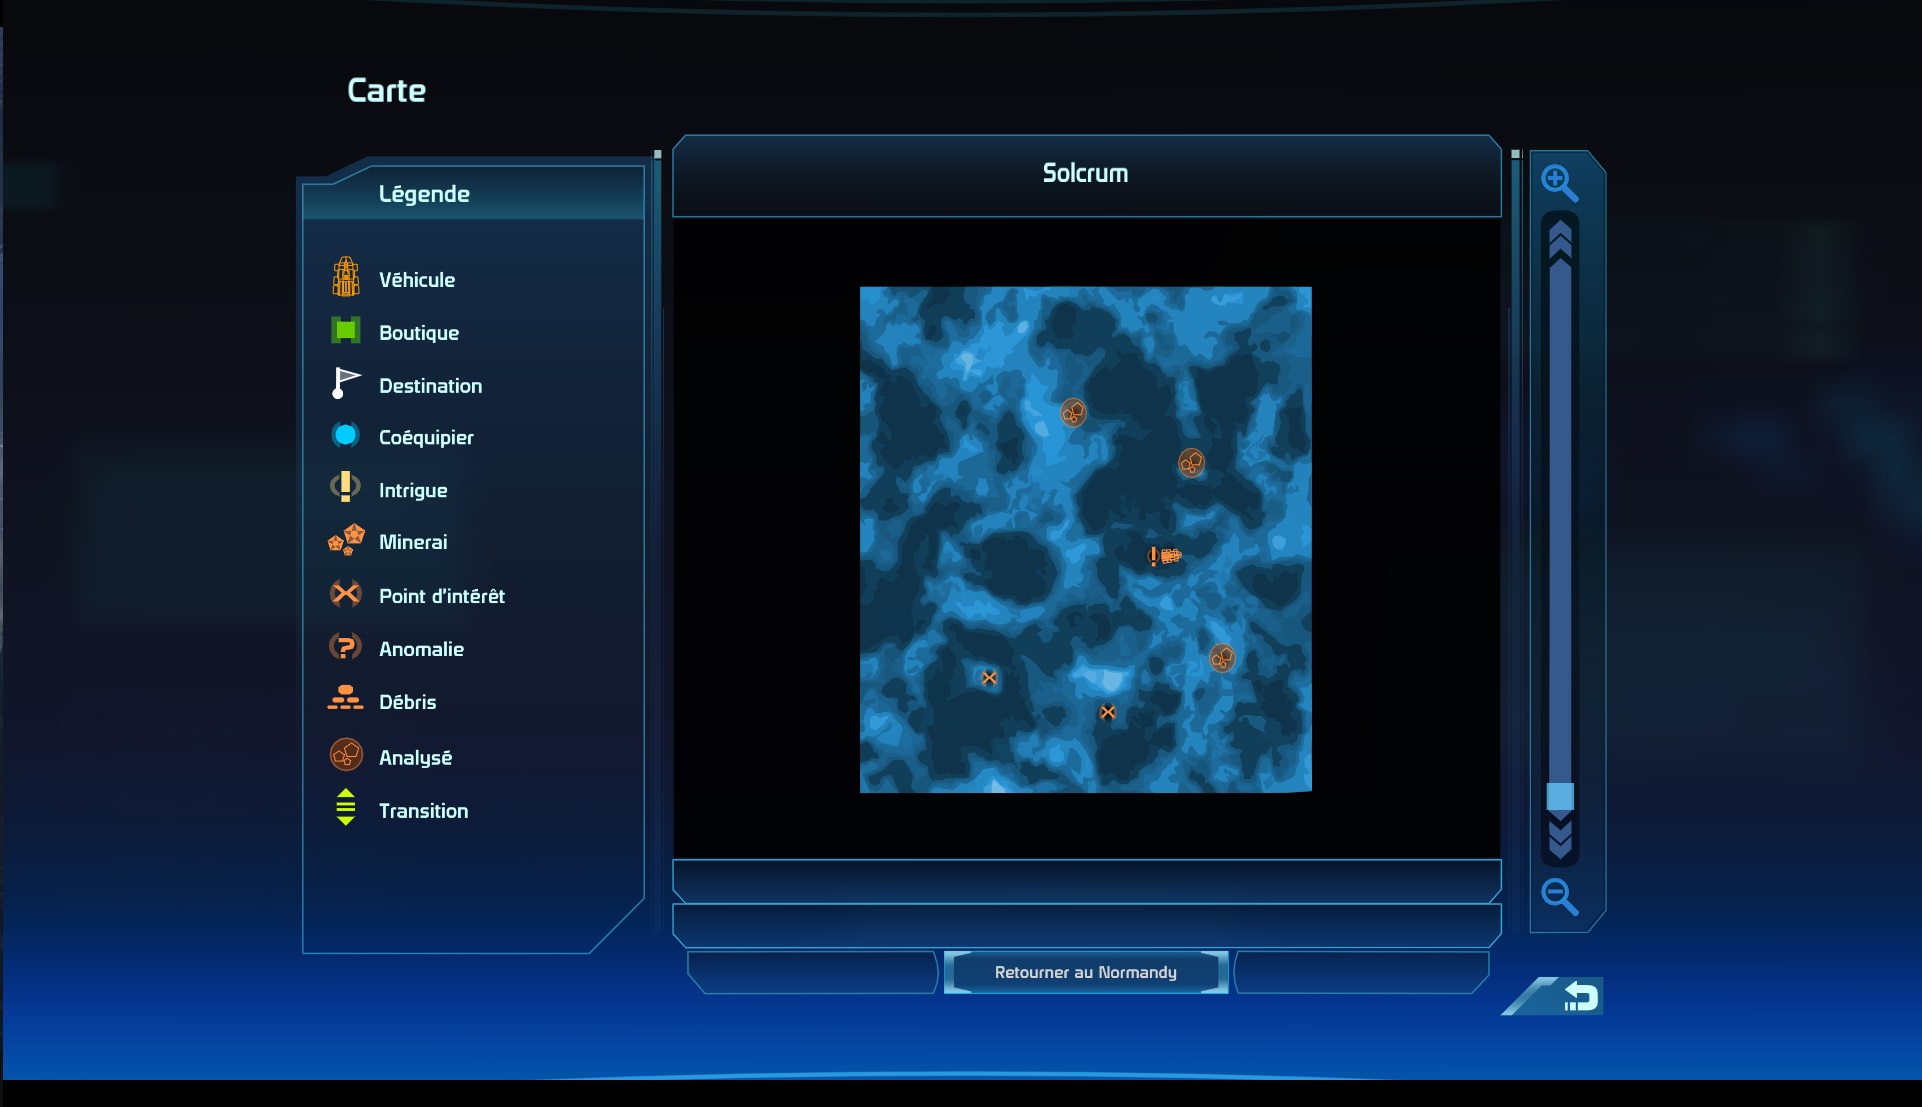 Carte
Légende
Véhicule
Boutique
Destination
Coéquipier
Intrigue
Minerai
Point d'intérêt
Anomalie
Débris
Analysé
Transition
Solcrum
Retourner au Normandy